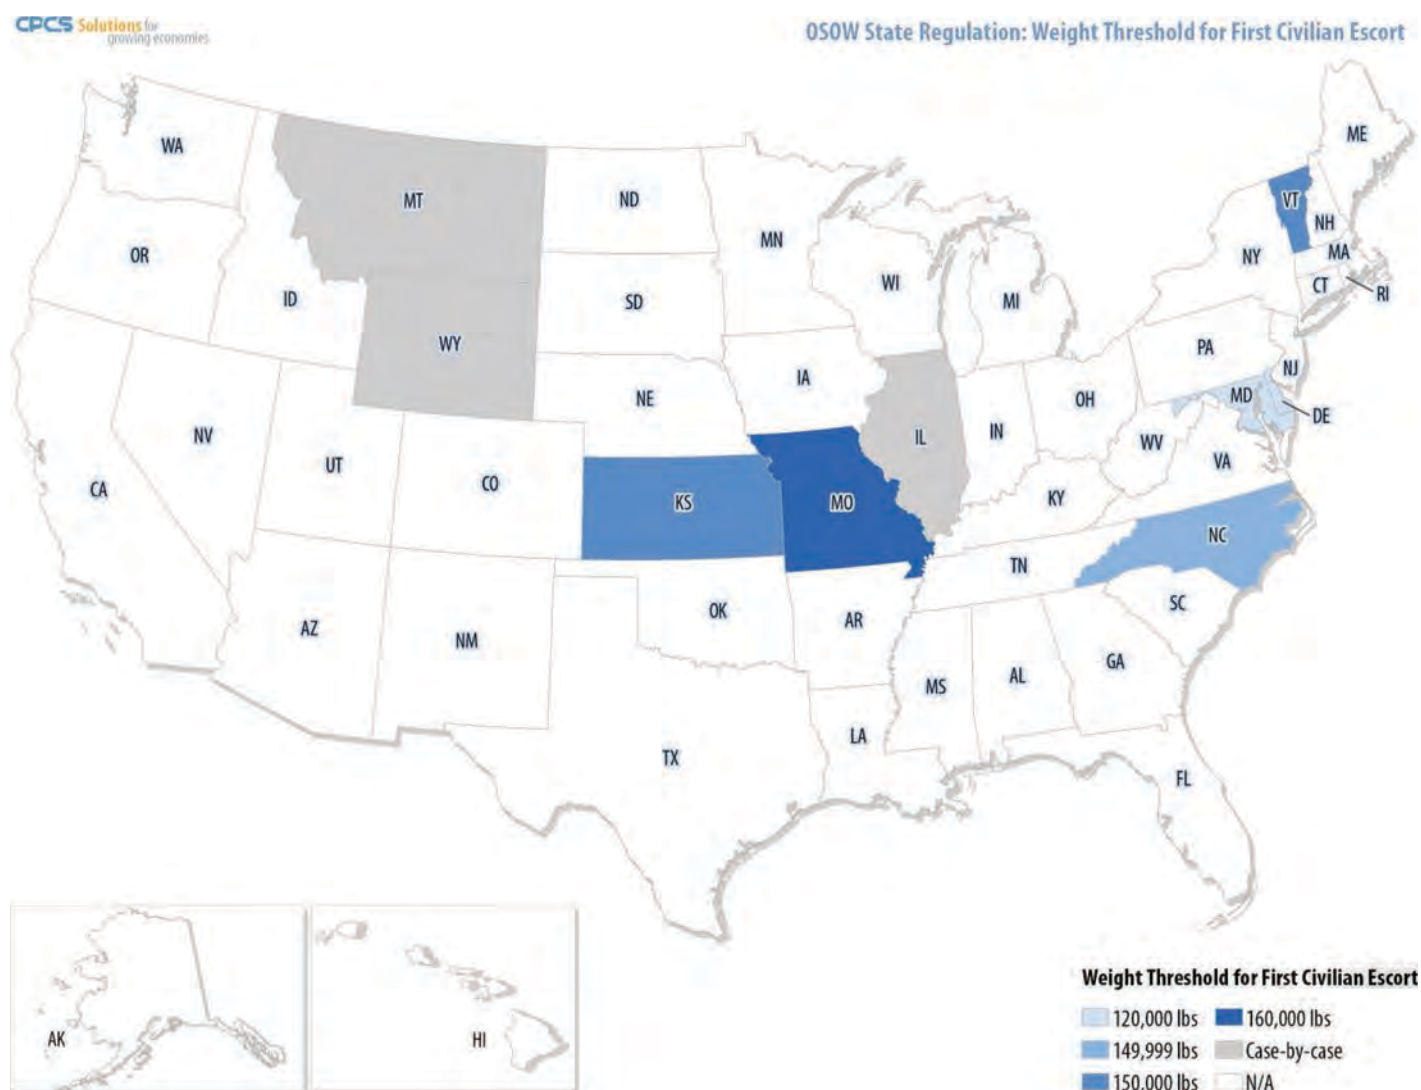 CPCS Solutions for
growing economies
OSOW State Regulation: Weight Threshold for First Civilian Escort
WA
MT
ND
MN
ME
OR
ID
WY
SD
WI
MI
NY
VT
NH
MA
CT
RI
NV
UT
CO
NE
IA
IL
IN
OH
PA
NJ
MD
DE
WV
VA
CA
KS
MO
KY
NC
TN
AZ
NM
OK
AR
SC
MS
AL
GA
TX
LA
FL
AK
HI
Weight Threshold for First Civilian Escort
120,000 lbs
160,000 lbs
149,999 lbs
Case-by-case
150,000 lbs
N/A